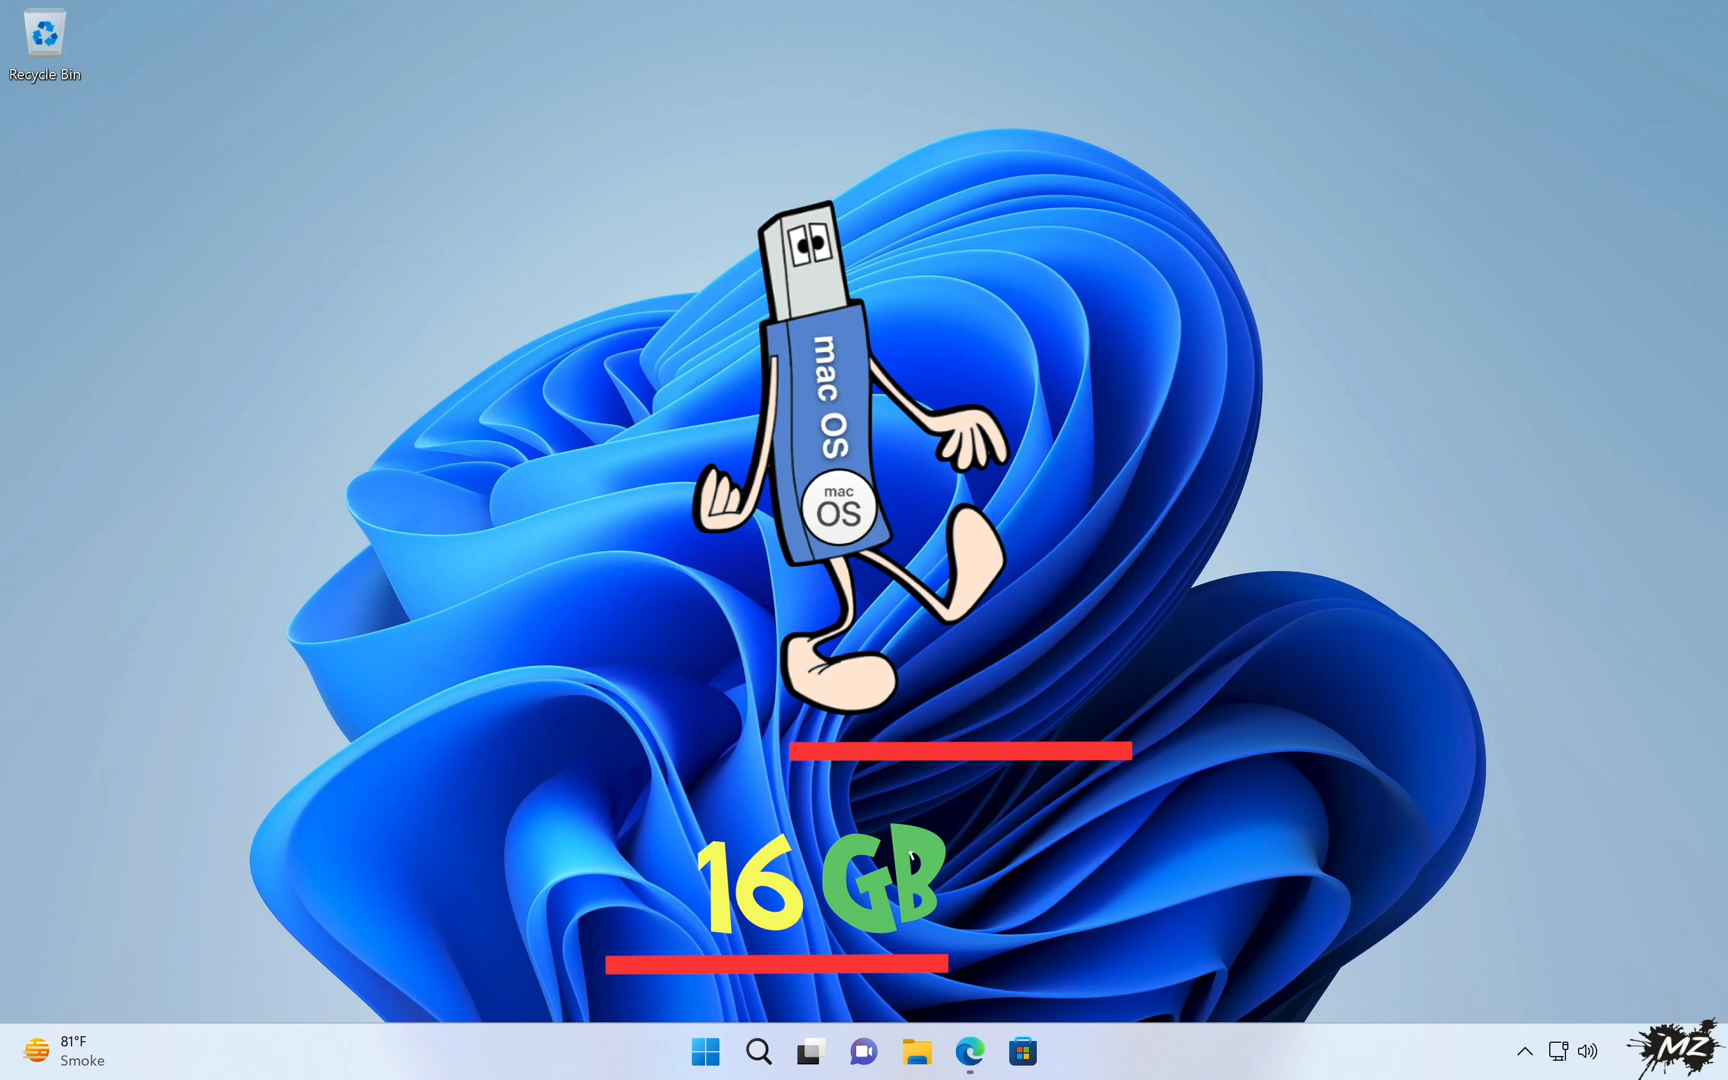 Recycle Bin
mac OS
mac
OS
16 GB
81°F
Smoke
MZ